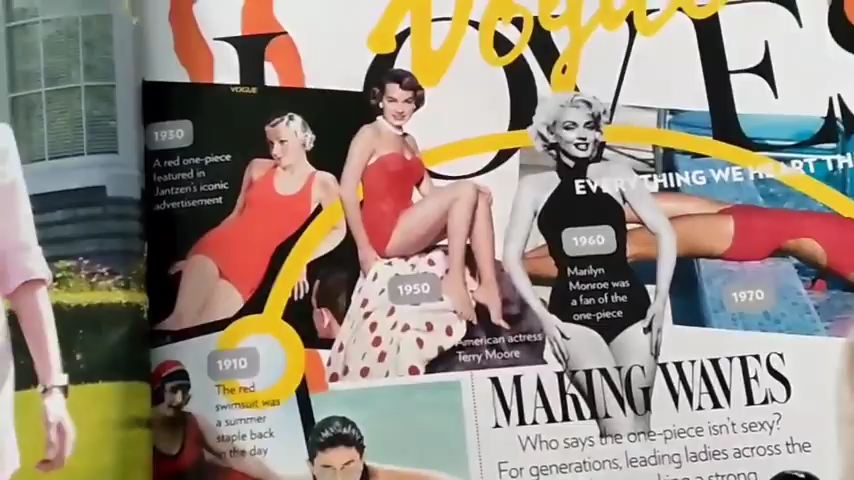 Vogue
LOVES
VOGUE
EVERYTHING WE HEART TH
1930
A red one-piece
featured in
Jantzen's iconic
advertisement
1950
American actress
Terry Moore
1960
Marilyn
Monroe was
a fan of the
one-piece
1970
1910
The red
swimsuit was
a summer
staple back
in the day
MAKING WAVES
Who says the one-piece isn't sexy?
For generations, leading ladies across the
making a strong